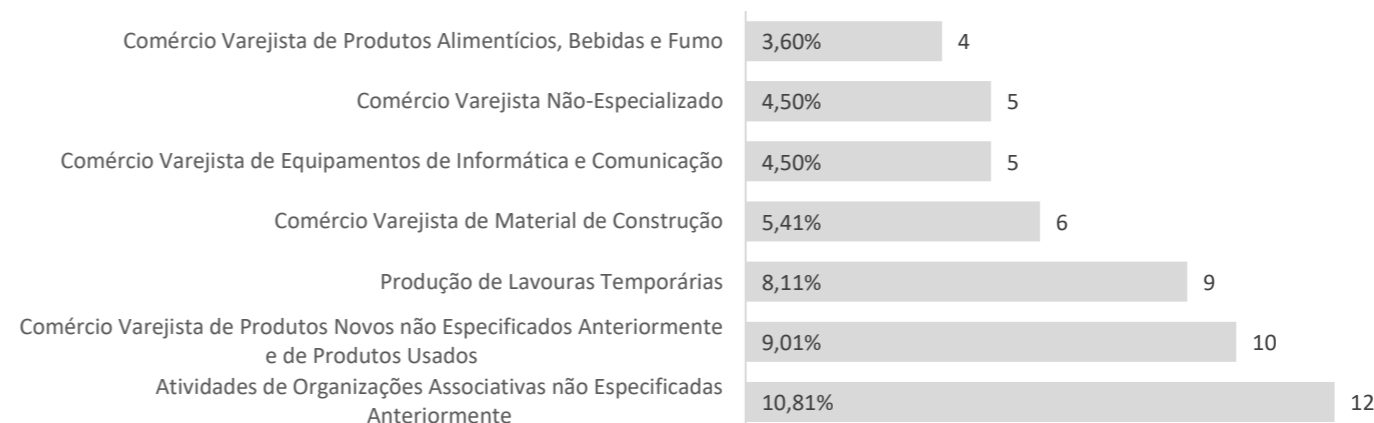 Comércio Varejista de Produtos Alimentícios, Bebidas e Fumo 3,60% 4
Comércio Varejista Não-Especializado 4,50% 5
Comércio Varejista de Equipamentos de Informática e Comunicação 4,50% 5
Comércio Varejista de Material de Construção 5,41% 6
Produção de Lavouras Temporárias 8,11% 9
Comércio Varejista de Produtos Novos não Especificados Anteriormente
e de Produtos Usados 9,01% 10
Atividades de Organizações Associativas não Especificadas
Anteriormente 10,81% 12